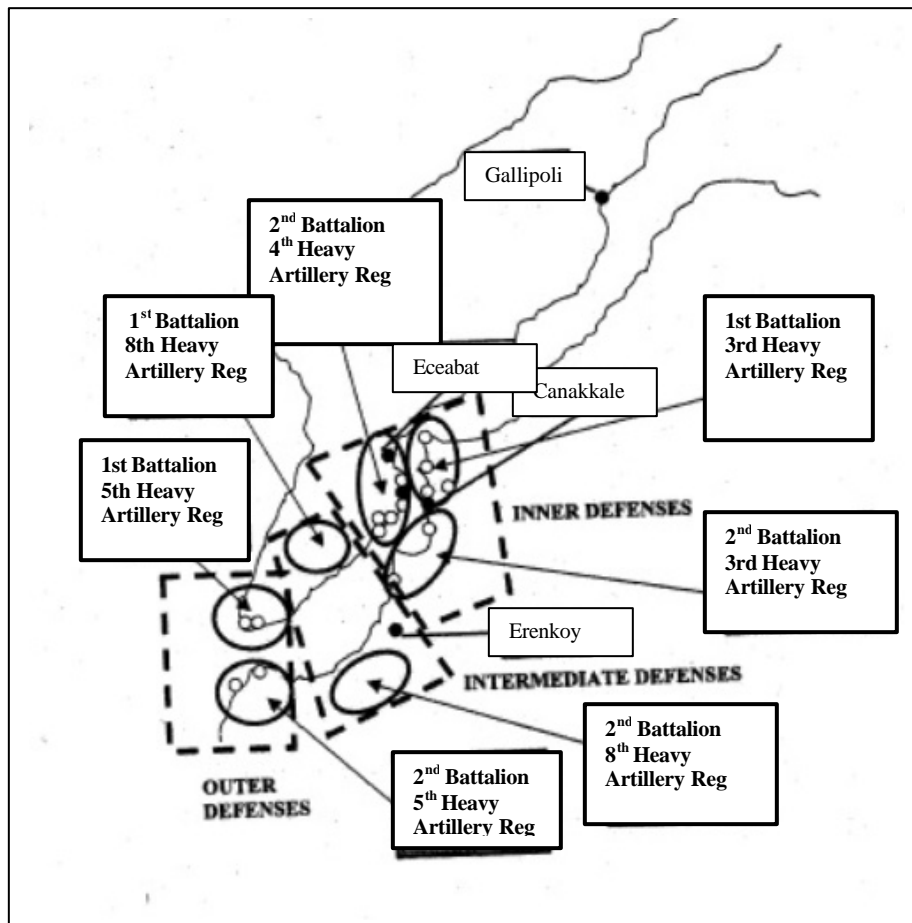 Gallipoli
2nd Battalion
4th Heavy
Artillery Reg
1st Battalion
8th Heavy
Artillery Reg
1st Battalion
3rd Heavy
Artillery Reg
Eceabat
Canakkale
1st Battalion
5th Heavy
Artillery Reg
INNER DEFENSES
2nd Battalion
3rd Heavy
Artillery Reg
Erenkoy
INTERMEDIATE DEFENSES
2nd Battalion
8th Heavy
Artillery Reg
OUTER
DEFENSES
2nd Battalion
5th Heavy
Artillery Reg